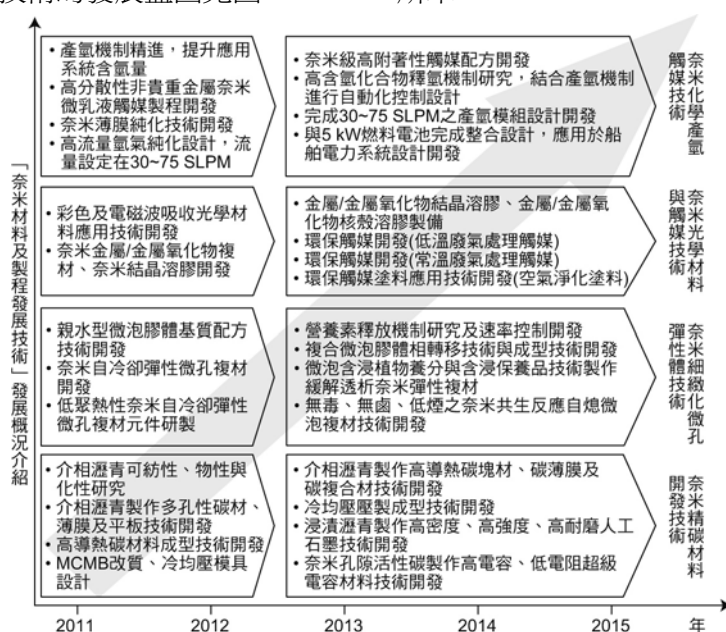 技術的發展藍圖見圖
「奈米材料及製程發展技術」發展概況介紹
• 產氫機制精進，提升應用
系統含氫量
• 高分散性非貴重金屬奈米
微乳液觸媒製程開發
• 奈米薄膜純化技術開發
• 高流量氫氣純化設計，流
量設定在30~75 SLPM
• 奈米級高附著性觸媒配方開發
• 高含氫化合物釋氫機制研究，結合產氫機制
進行自動化控制設計
• 完成30~75 SLPM之產氫模組設計開發
• 與5 kW燃料電池完成整合設計，應用於船
舶電力系統設計開發
奈米化學產氫
觸媒技術
• 彩色及電磁波吸收光學材
料應用技術開發
• 奈米金屬/金屬氧化物複
材、奈米結晶溶膠開發
• 金屬/金屬氧化物結晶溶膠、金屬/金屬氧
化物核殼溶膠製備
• 環保觸媒開發(低溫廢氣處理觸媒)
• 環保觸媒開發(常溫廢氣處理觸媒)
• 環保觸媒塗料應用技術開發(空氣淨化塗料)
奈米光學材料
與觸媒技術
• 親水型微泡膠體基質配方
技術開發
• 奈米自冷卻彈性微孔複材
開發
• 低聚熱性奈米自冷卻彈性
微孔複材元件研製
• 營養素釋放機制研究及速率控制開發
• 複合微泡膠體相轉移技術與成型技術開發
• 微泡含浸植物養分與含浸保養品技術製作
緩解透析奈米彈性複材
• 無毒、無鹵、低煙之奈米共生反應自熄微
泡複材技術開發
奈米細緻化微孔
彈性體技術
• 介相瀝青可紡性、物性與
化性研究
• 介相瀝青製作多孔性碳材、
薄膜及平板技術開發
• 高導熱碳材料成型技術開發
• MCMB改質、冷均壓模具
設計
• 介相瀝青製作高導熱碳塊材、碳薄膜及
碳複合材技術開發
• 冷均壓壓製成型技術開發
• 浸漬瀝青製作高密度、高強度、高耐磨人工
石墨技術開發
• 奈米孔隙活性碳製作高電容、低電阻超級
電容材料技術開發
奈米精碳材料
開發技術
2011 2012 2013 2014 2015 年